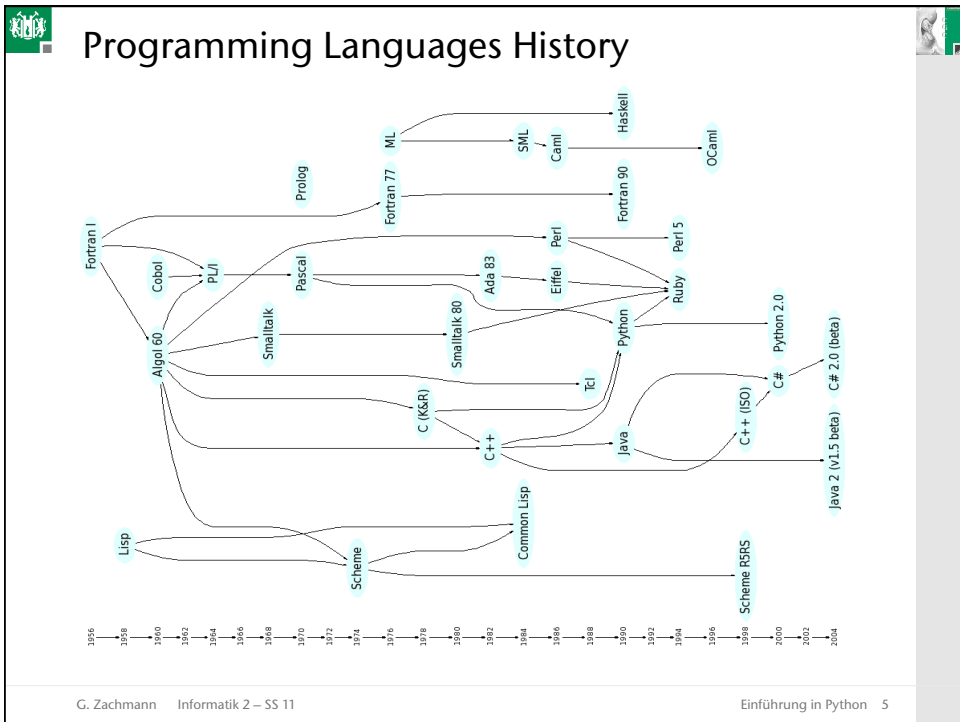 Programming Languages History
Haskell
ML
SML
Caml
OCaml
Prolog
Fortran 77
Fortran 90
Fortran I
Cobol
PL/I
Pascal
Ada 83
Perl
Eiffel
Perl 5
Ruby
Algol 60
Smalltalk
Smalltalk 80
Python
Python 2.0
Tcl
C (K&R)
C++
Java
C++ (ISO)
C#
C# 2.0 (beta)
Java 2 (v1.5 beta)
Lisp
Scheme
Common Lisp
Scheme R5RS
1956
1958
1960
1962
1964
1966
1968
1970
1972
1974
1976
1978
1980
1982
1984
1986
1988
1990
1992
1994
1996
1998
2000
2002
2004
G. Zachmann Informatik 2 – SS 11
Einführung in Python 5